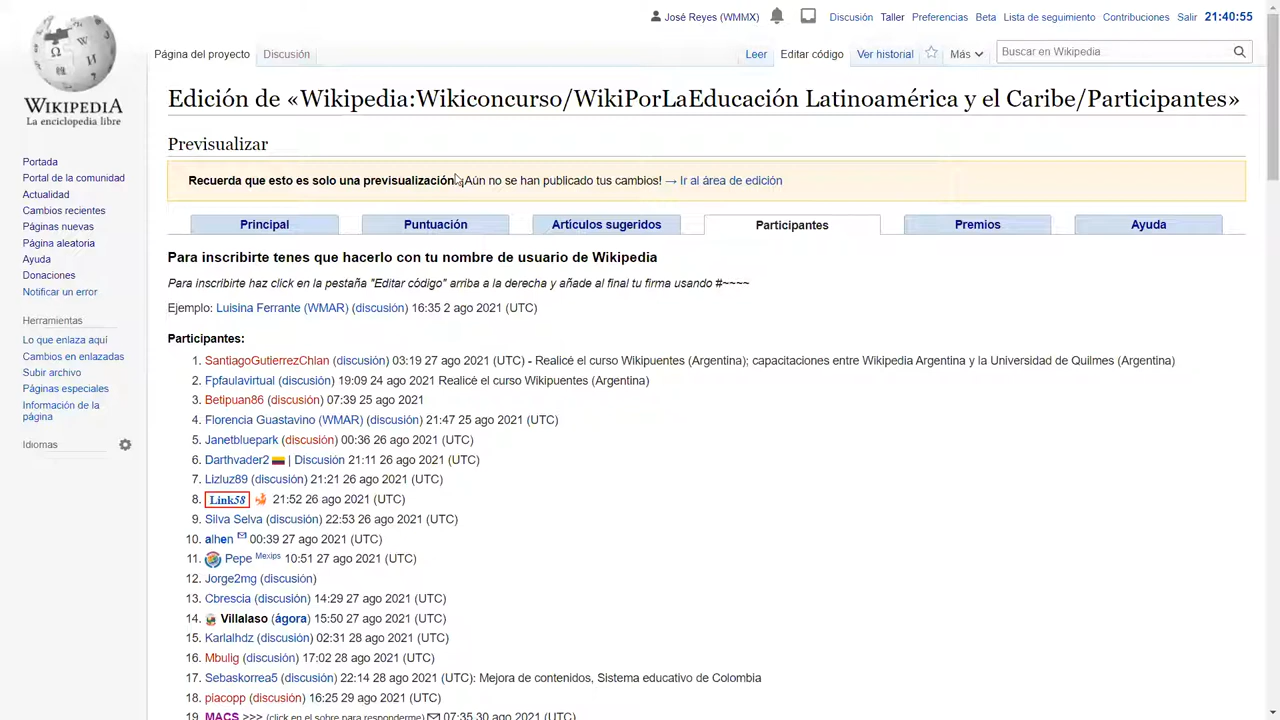 José Reyes (WMMX) Discusión Taller Preferencias Beta Lista de seguimiento Contribuciones Salir 21:40:55
Página del proyecto Discusión Leer Editar código Ver historial Más Buscar en Wikipedia
WIKIPEDIA
La enciclopedia libre
Portada
Portal de la comunidad
Actualidad
Cambios recientes
Páginas nuevas
Página aleatoria
Ayuda
Donaciones
Notificar un error
Herramientas
Lo que enlaza aquí
Cambios en enlazadas
Subir archivo
Páginas especiales
Información de la
página
Idiomas
Edición de «Wikipedia:Wikiconcurso/WikiPorLaEducación Latinoamérica y el Caribe/Participantes»
Previsualizar
Recuerda que esto es solo una previsualización. ¡Aún no se han publicado tus cambios! → Ir al área de edición
Principal Puntuación Artículos sugeridos Participantes Premios Ayuda
Para inscribirte tenes que hacerlo con tu nombre de usuario de Wikipedia
Para inscribirte haz click en la pestaña "Editar código" arriba a la derecha y añade al final tu firma usando #~~~~
Ejemplo: Luisina Ferrante (WMAR) (discusión) 16:35 2 ago 2021 (UTC)
Participantes:
1. SantiagoGutierrezChlan (discusión) 03:19 27 ago 2021 (UTC) - Realicé el curso Wikipuentes (Argentina); capacitaciones entre Wikipedia Argentina y la Universidad de Quilmes (Argentina)
2. Fpfaulavirtual (discusión) 19:09 24 ago 2021 Realicé el curso Wikipuentes (Argentina)
3. Betipuan86 (discusión) 07:39 25 ago 2021
4. Florencia Guastavino (WMAR) (discusión) 21:47 25 ago 2021 (UTC)
5. Janetbluepark (discusión) 00:36 26 ago 2021 (UTC)
6. Darthvader2 | Discusión 21:11 26 ago 2021 (UTC)
7. Lizluz89 (discusión) 21:21 26 ago 2021 (UTC)
8. Link58 21:52 26 ago 2021 (UTC)
9. Silva Selva (discusión) 22:53 26 ago 2021 (UTC)
10. alhen 00:39 27 ago 2021 (UTC)
11. Pepe Mexips 10:51 27 ago 2021 (UTC)
12. Jorge2mg (discusión)
13. Cbrescia (discusión) 14:29 27 ago 2021 (UTC)
14. Villalaso (ágora) 15:50 27 ago 2021 (UTC)
15. Karlalhdz (discusión) 02:31 28 ago 2021 (UTC)
16. Mbulig (discusión) 17:02 28 ago 2021 (UTC)
17. Sebaskorrea5 (discusión) 22:14 28 ago 2021 (UTC): Mejora de contenidos, Sistema educativo de Colombia
18. piacopp (discusión) 16:25 29 ago 2021 (UTC)
19. MACS >>> (click en el sobre para responderme) 07:35 30 ago 2021 (UTC)